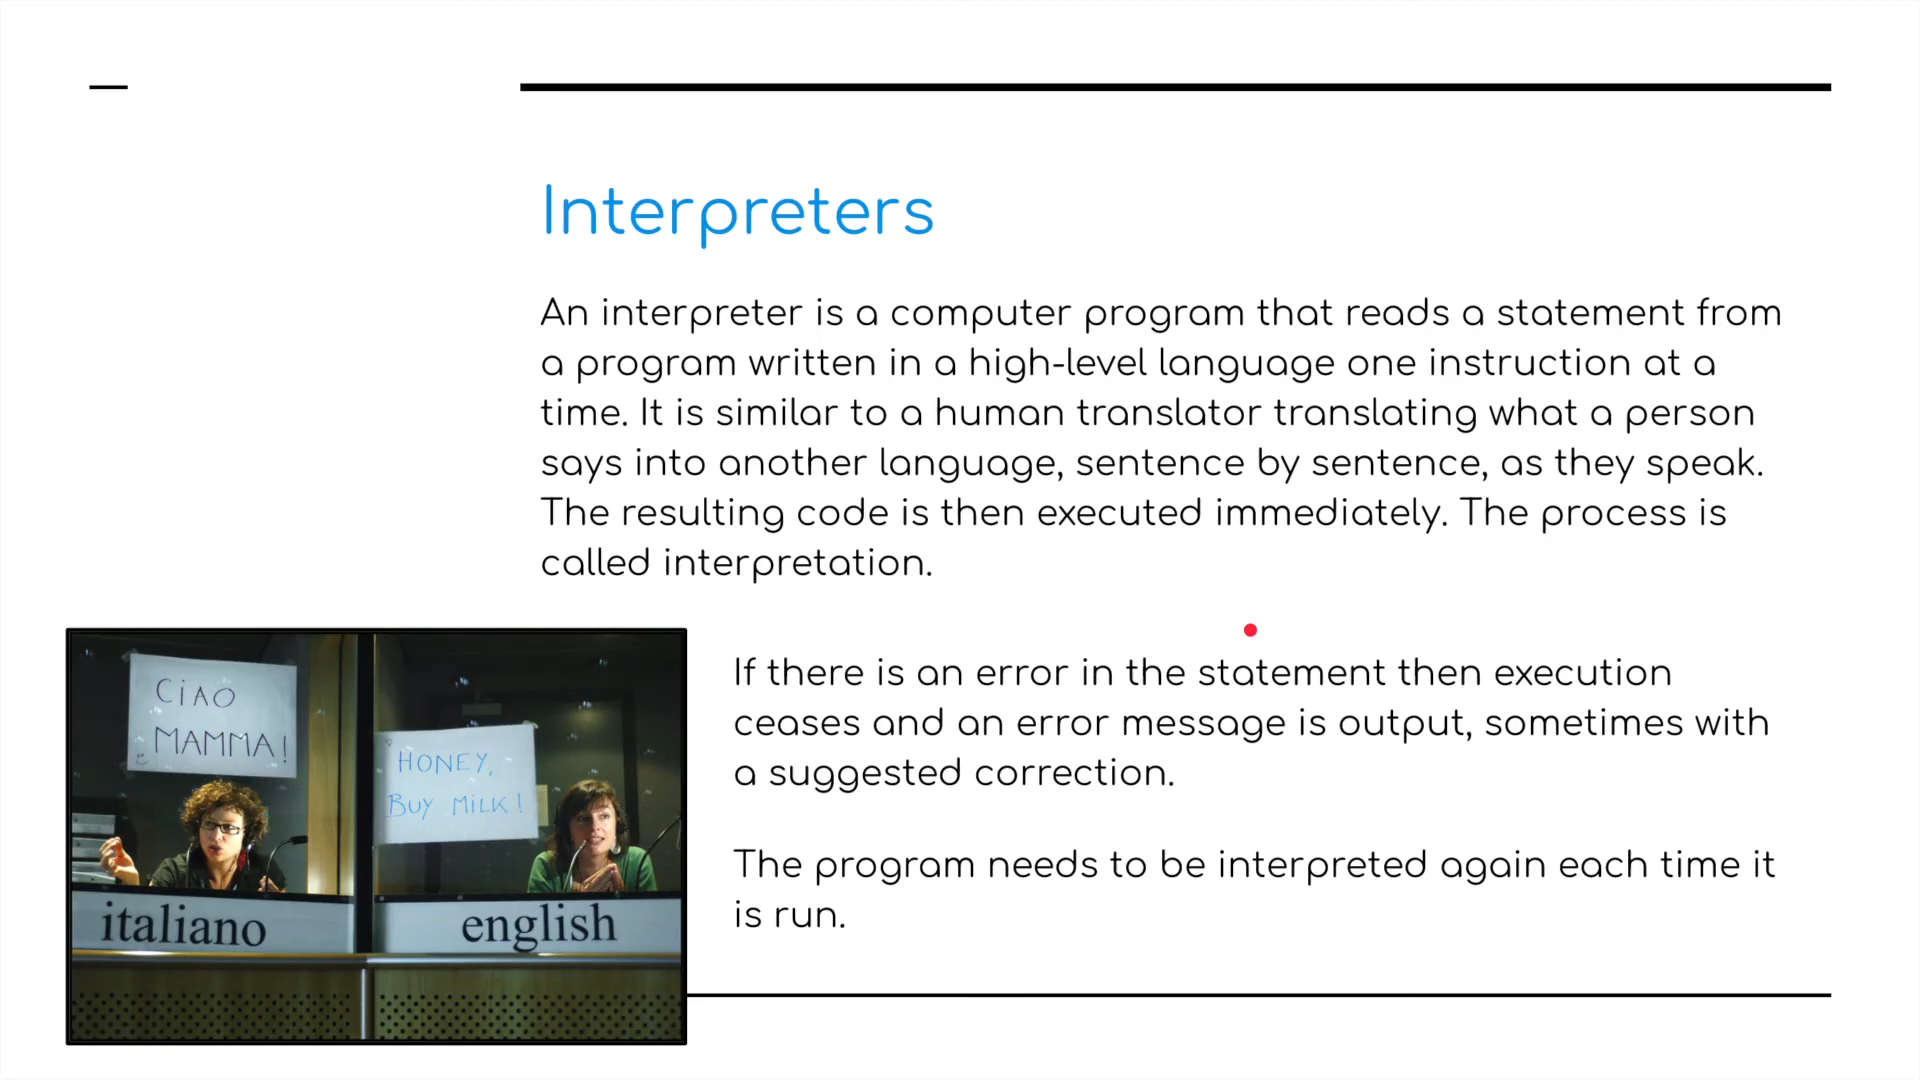 Interpreters
An interpreter is a computer program that reads a statement from
a program written in a high-level language one instruction at a
time. It is similar to a human translator translating what a person
says into another language, sentence by sentence, as they speak.
The resulting code is then executed immediately. The process is
called interpretation.
If there is an error in the statement then execution
ceases and an error message is output, sometimes with
a suggested correction.
The program needs to be interpreted again each time it
is run.
CiAO
MAMMA!
HONEY,
BUY MiLK!
italiano
english